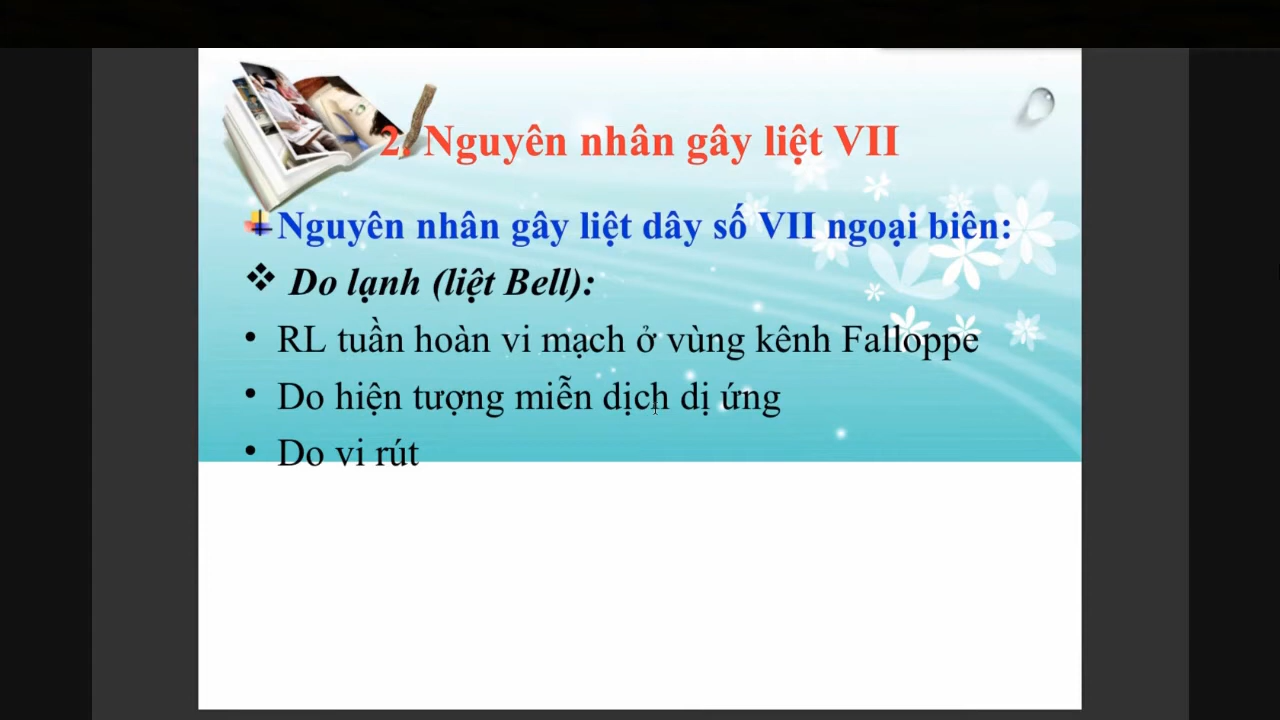 2. Nguyên nhân gây liệt VII
Nguyên nhân gây liệt dây số VII ngoại biên:
❖ Do lạnh (liệt Bell):
• RL tuần hoàn vi mạch ở vùng kênh Falloppe
• Do hiện tượng miễn dịch dị ứng
• Do vi rút